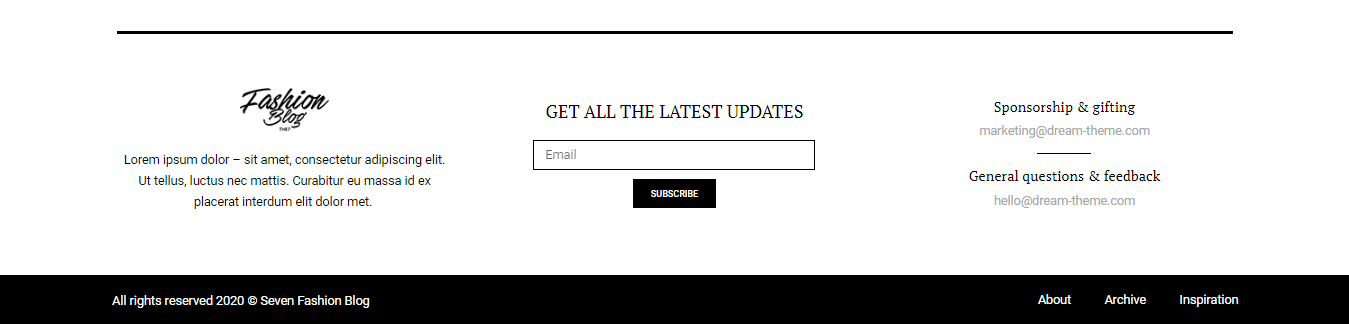 Fashion
Blog
THE7
Lorem ipsum dolor – sit amet, consectetur adipiscing elit.
Ut tellus, luctus nec mattis. Curabitur eu massa id ex
placerat interdum elit dolor met.
GET ALL THE LATEST UPDATES
Email
SUBSCRIBE
Sponsorship & gifting
marketing@dream-theme.com
General questions & feedback
hello@dream-theme.com
All rights reserved 2020 © Seven Fashion Blog
About Archive Inspiration